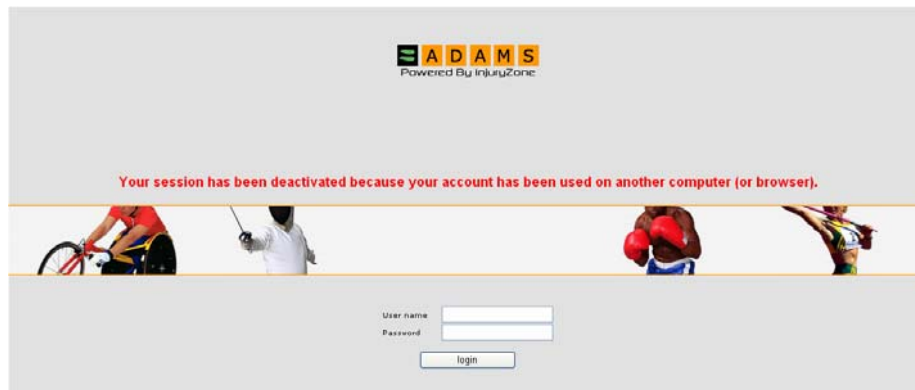 ADAMS
Powered By InjuryZone
Your session has been deactivated because your account has been used on another computer (or browser).
User name
Password
login